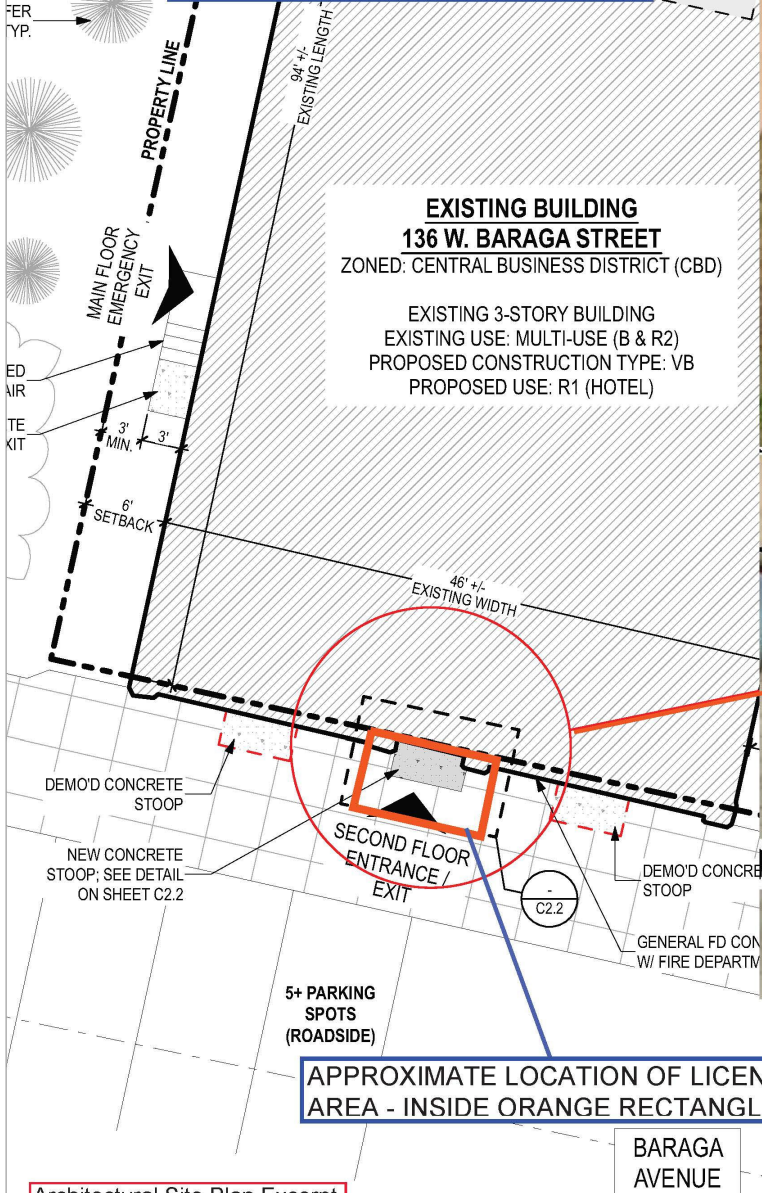 FER
TYP.
PROPERTY LINE
94' +/-
EXISTING LENGTH
EXISTING BUILDING
136 W. BARAGA STREET
ZONED: CENTRAL BUSINESS DISTRICT (CBD)
EXISTING 3-STORY BUILDING
EXISTING USE: MULTI-USE (B & R2)
PROPOSED CONSTRUCTION TYPE: VB
PROPOSED USE: R1 (HOTEL)
MAIN FLOOR
EMERGENCY
EXIT
ED
AIR
TE
XIT
3'
MIN.
3'
6'
SETBACK
46' +/-
EXISTING WIDTH
DEMO'D CONCRETE
STOOP
NEW CONCRETE
STOOP; SEE DETAIL
ON SHEET C2.2
SECOND FLOOR
ENTRANCE /
EXIT
-
C2.2
DEMO'D CONCRE
STOOP
GENERAL FD CON
W/ FIRE DEPARTM
5+ PARKING
SPOTS
(ROADSIDE)
APPROXIMATE LOCATION OF LICEN
AREA - INSIDE ORANGE RECTANGL
BARAGA
AVENUE
Architectural Site Plan Excerpt